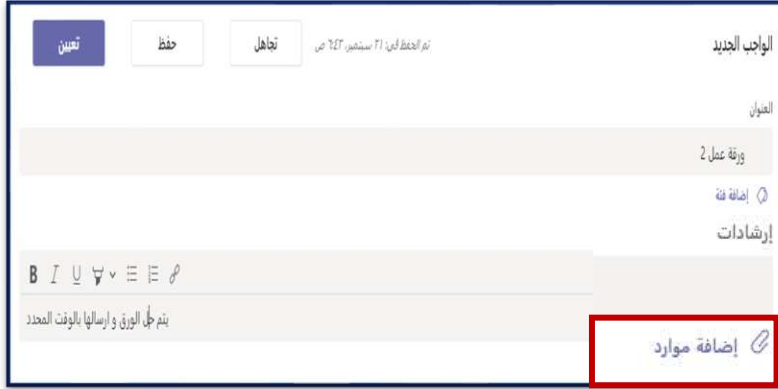 الواجب الجديد
تم الحفظ في: ٢١ سبتمبر، ٦:٤٣ ص
تجاهل
حفظ
تعيين
العنوان
ورقة عمل 2
إضافة فئة
إرشادات
B I U
يتم حل الورق و ارسالها بالوقت المحدد
إضافة موارد